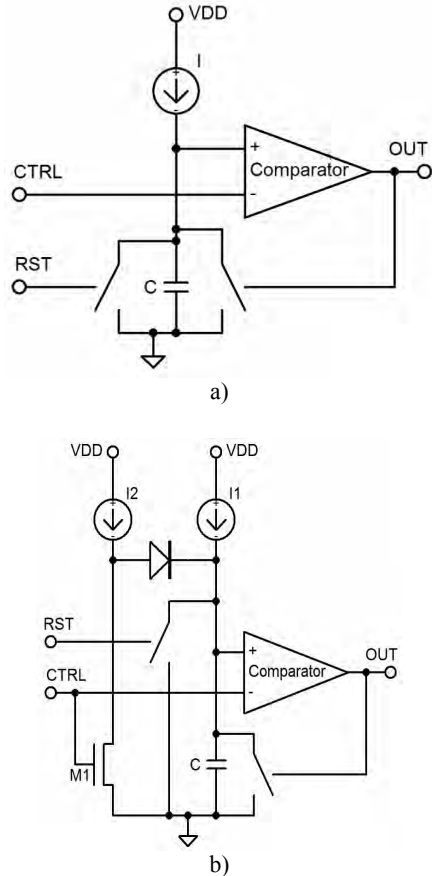 VDD
I
+
-
+
Comparator
-
OUT
CTRL
RST
C
a)
VDD
VDD
I2
I1
+
-
+
-
RST
CTRL
+
Comparator
-
OUT
M1
C
b)